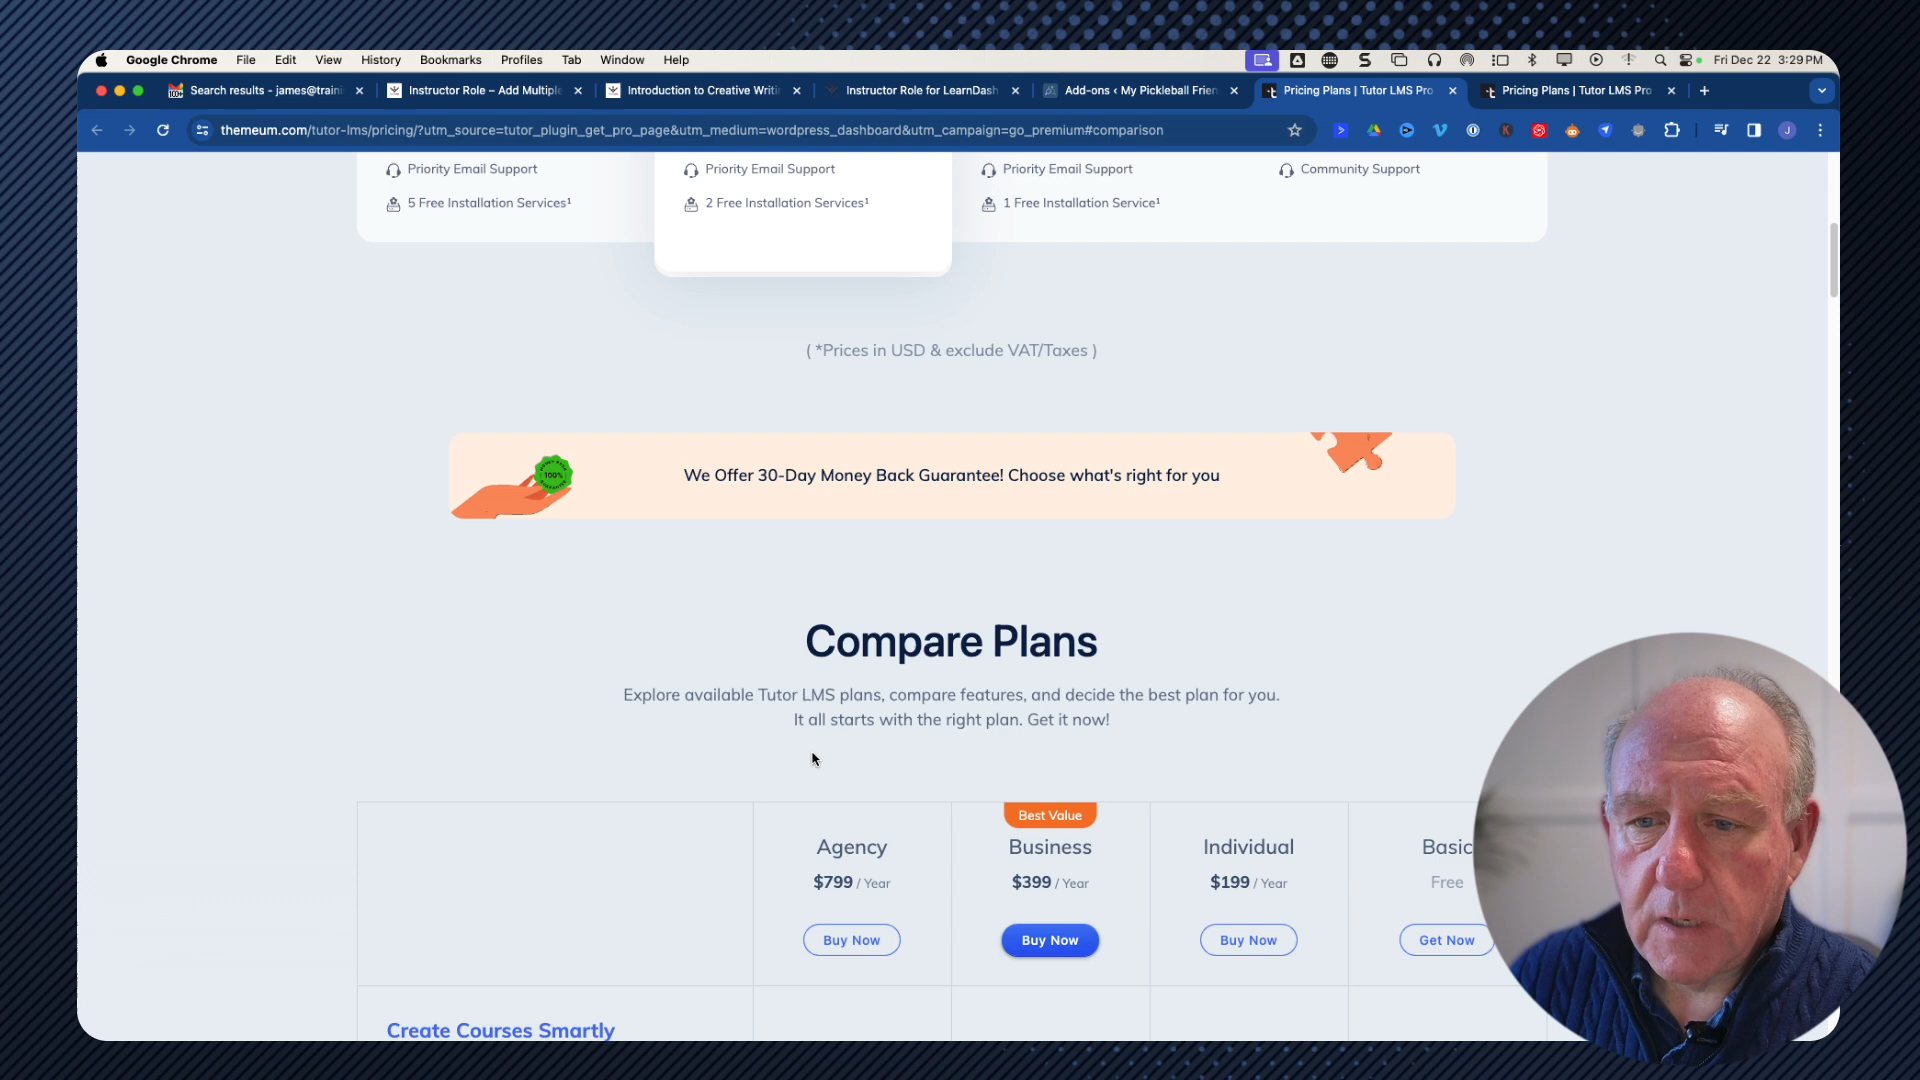 Google Chrome File Edit View History Bookmarks Profiles Tab Window Help Fri Dec 22 3:29 PM
Search results - james@traini Instructor Role – Add Multiple Introduction to Creative Writi Instructor Role for LearnDash Add-ons ‹ My Pickleball Frien Pricing Plans | Tutor LMS Pro Pricing Plans | Tutor LMS Pro
themeum.com/tutor-lms/pricing/?utm_source=tutor_plugin_get_pro_page&utm_medium=wordpress_dashboard&utm_campaign=go_premium#comparison
J
Priority Email Support Priority Email Support Priority Email Support Community Support
5 Free Installation Services¹ 2 Free Installation Services¹ 1 Free Installation Service¹
( *Prices in USD & exclude VAT/Taxes )
100%
We Offer 30-Day Money Back Guarantee! Choose what's right for you
Compare Plans
Explore available Tutor LMS plans, compare features, and decide the best plan for you.
It all starts with the right plan. Get it now!
Best Value
Agency Business Individual Basic
$799 / Year $399 / Year $199 / Year Free
Buy Now Buy Now Buy Now Get Now
Create Courses Smartly